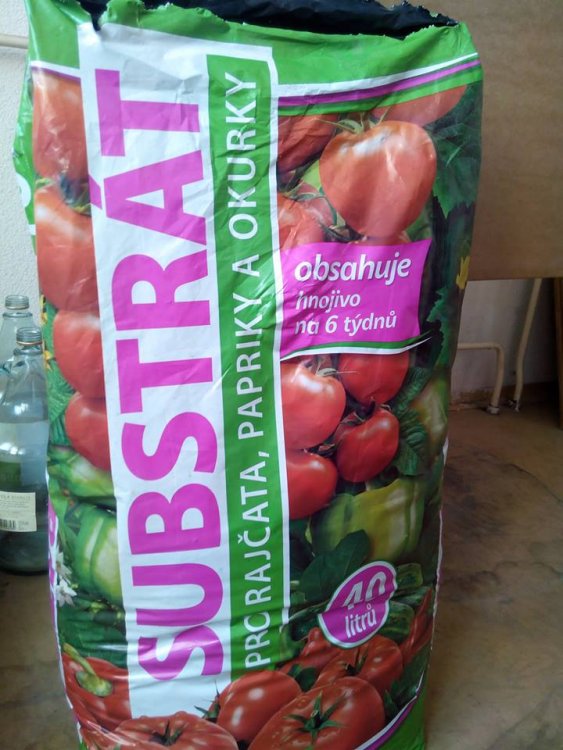 SUBSTRÁT
PRO RAJČATA, PAPRIKY A OKURKY
obsahuje
hnojivo
na 6 týdnů
40
litrů